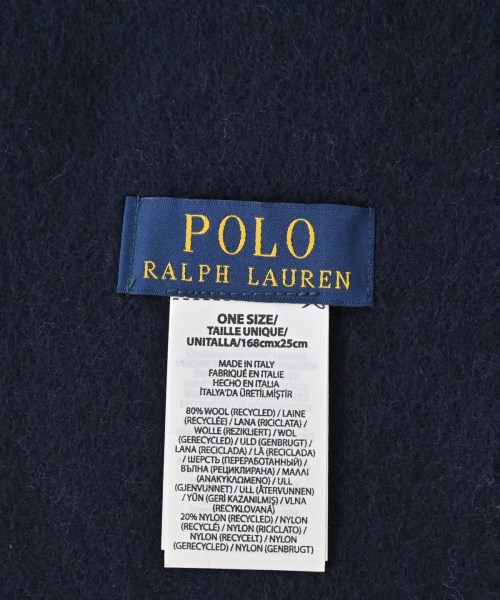 POLO
RALPH LAUREN
ONE SIZE/
TAILLE UNIQUE/
UNITALLA/168cmx25cm
MADE IN ITALY
FABRIQUÉ EN ITALIE
HECHO EN ITALIA
İTALYA'DA ÜRETİLMİŞTİR
80% WOOL (RECYCLED) / LAINE
(RECYCLÉE) / LANA (RICICLATA) /
WOLLE (REZIKLIERT) / WOL
(GERECYCLED) / ULD (GENBRUGT) /
LANA (RECICLADA) / LÃ (RECICLADA)
/ ШЕРСТЬ (ПЕРЕРАБОТАННЫЙ) /
ВЪЛНА (РЕЦИКЛИРАНА) / ΜΑΛΛΙ
(ΑΝΑΚΥΚΛΩΜΕΝΟ) / ULL
(GJENVUNNET) / ULL (ÅTERVUNNEN)
/ YÜN (GERİ KAZANILMIŞ) / VLNA
(RECYKLOVANÁ)
20% NYLON (RECYCLED) / NYLON
(RECYCLÉ) / NYLON (RICICLATO) /
NYLON (RECYCELT) / NYLON
(GERECYCLED) / NYLON (GENBRUGT)